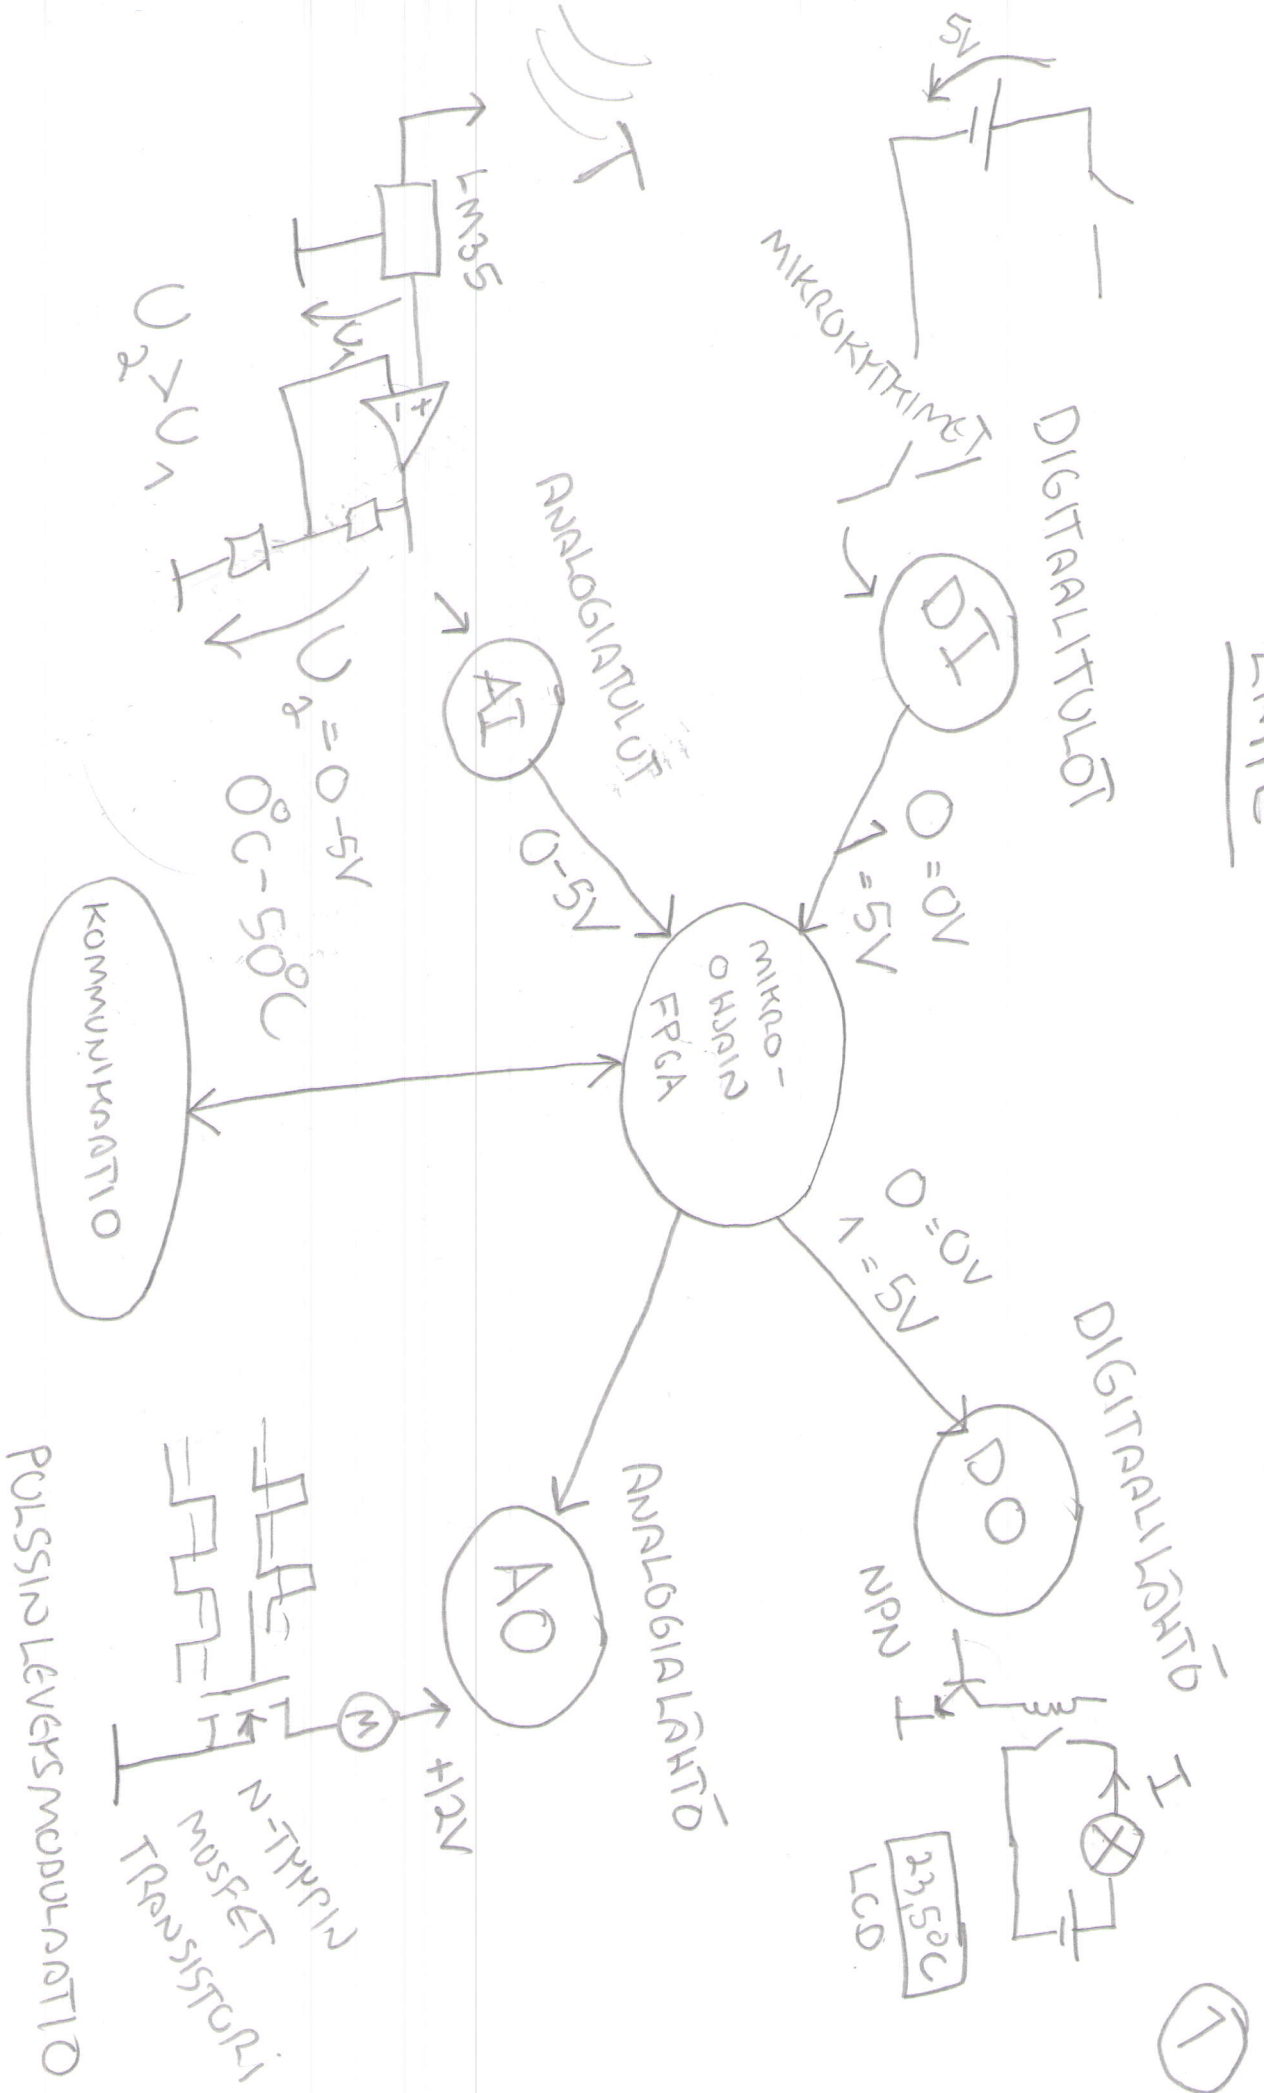 1
5V
MIKROKYTKIMET
DIGITAALITULOT
DI
0 = 0V
1 = 5V
DIGITAALILÄHTÖ
DO
0 = 0V
1 = 5V
NPN
I
I
23,5°C
LCD
MIKRO-
OHJAIN
FPGA
T
LM35
U1
U2 > U1
U2 = 0-5V
0°C - 50°C
ANALOGIATULOT
AI
0-5V
ANALOGIALÄHTÖ
AO
+12V
M
N-TYYPIN
MOSFET
TRANSISTORI
KOMMUNIKAATIO
PULSSINLEVEYSMODULAATIO